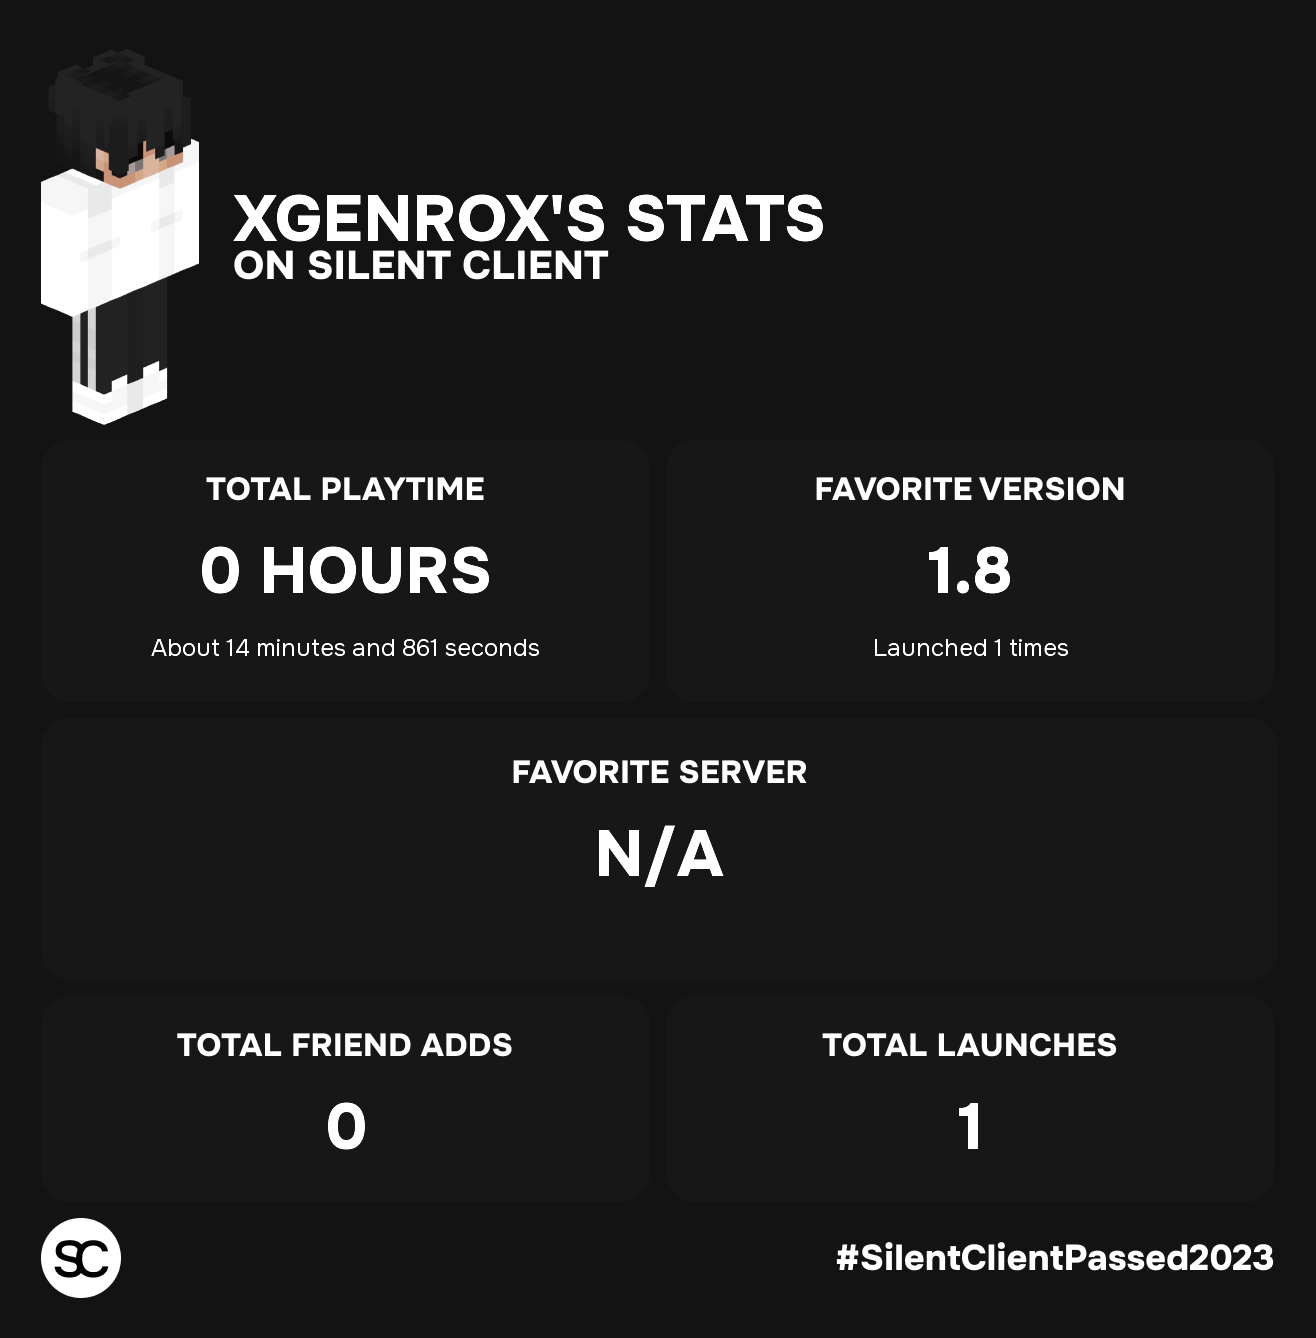 XGENROX'S STATS
ON SILENT CLIENT
TOTAL PLAYTIME
0 HOURS
About 14 minutes and 861 seconds
FAVORITE VERSION
1.8
Launched 1 times
FAVORITE SERVER
N/A
TOTAL FRIEND ADDS
0
TOTAL LAUNCHES
1
SC
#SilentClientPassed2023